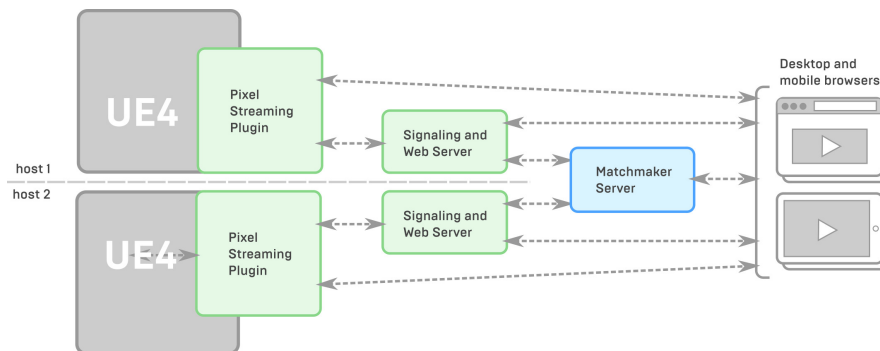 Desktop and
mobile browsers
UE4
Pixel
Streaming
Plugin
Signaling and
Web Server
host 1
host 2
Matchmaker
Server
UE4
Pixel
Streaming
Plugin
Signaling and
Web Server